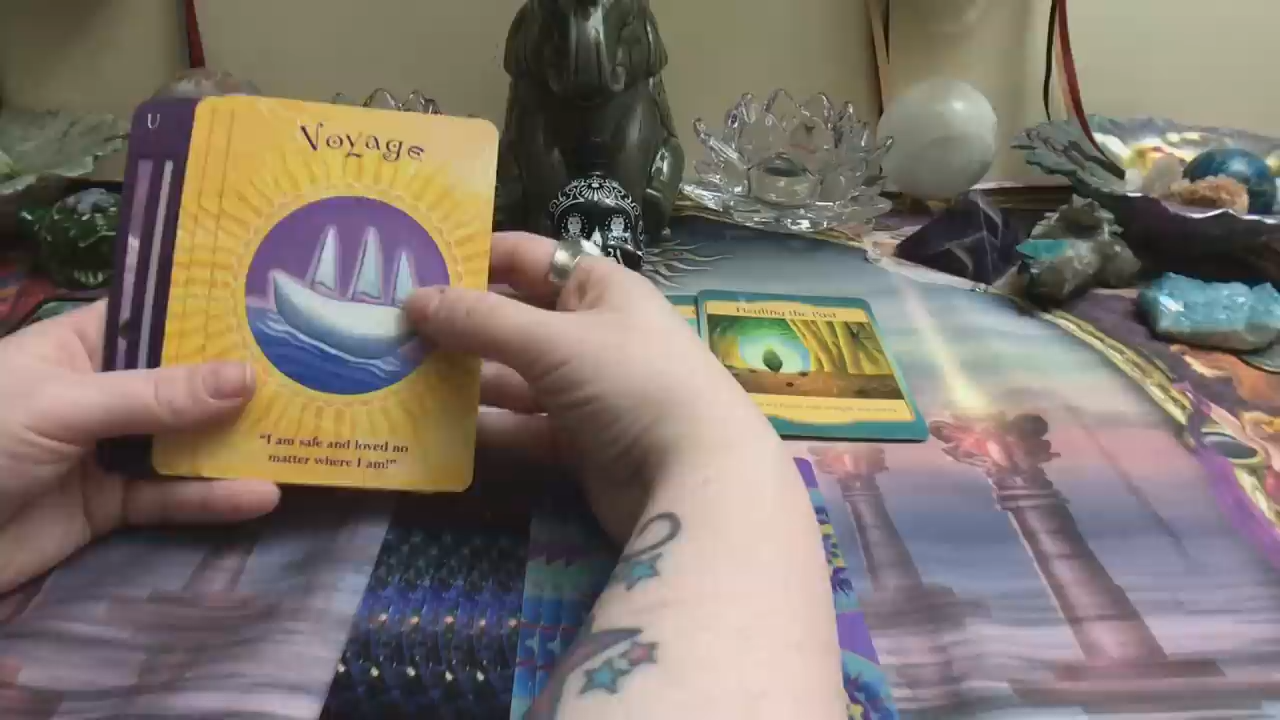 Voyage
"I am safe and loved no
matter where I am!"
Healing the Past